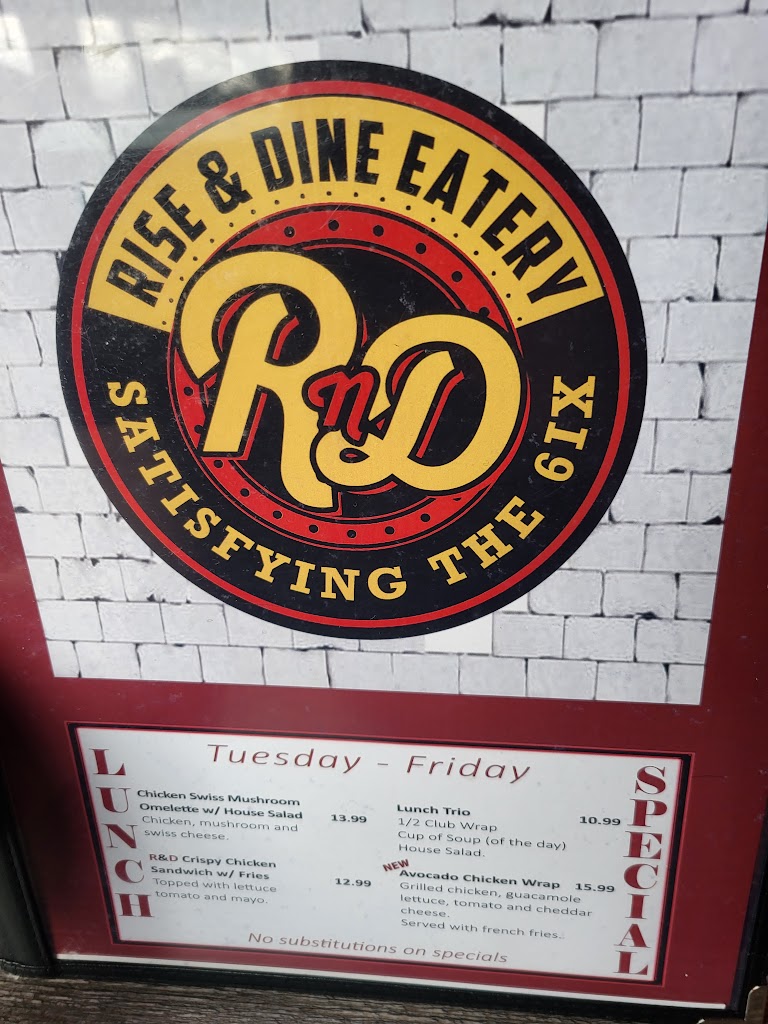 RISE & DINE EATERY
RnD
SATISFYING THE 6IX
LUNCH
SPECIAL
Tuesday - Friday
Chicken Swiss Mushroom
Omelette w/ House Salad 13.99
Chicken, mushroom and
swiss cheese.
R&D Crispy Chicken
Sandwich w/ Fries 12.99
Topped with lettuce
tomato and mayo.
Lunch Trio 10.99
1/2 Club Wrap
Cup of Soup (of the day)
House Salad.
NEW
Avocado Chicken Wrap 15.99
Grilled chicken, guacamole
lettuce, tomato and cheddar
cheese.
Served with french fries..
No substitutions on specials